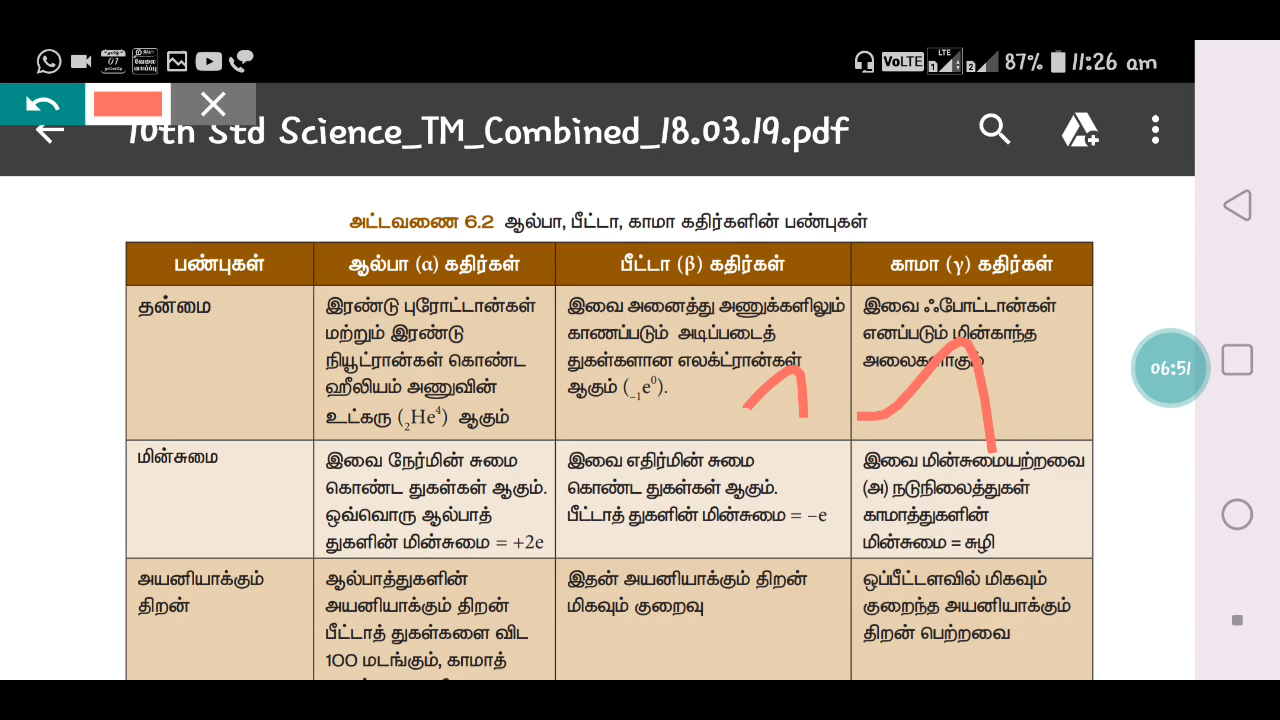 VoLTE LTE 1 2 87% 11:26 am
10th Std Science_TM_Combined_18.03.19.pdf
அட்டவணை 6.2 ஆல்பா, பீட்டா, காமா கதிர்களின் பண்புகள்
பண்புகள்
ஆல்பா (α) கதிர்கள்
பீட்டா (β) கதிர்கள்
காமா (γ) கதிர்கள்
தன்மை
இரண்டு புரோட்டான்கள்
மற்றும் இரண்டு
நியூட்ரான்கள் கொண்ட
ஹீலியம் அணுவின்
உட்கரு (₂He⁴) ஆகும்
இவை அனைத்து அணுக்களிலும்
காணப்படும் அடிப்படைத்
துகள்களான எலக்ட்ரான்கள்
ஆகும் (₋₁e⁰).
இவை ஃபோட்டான்கள்
எனப்படும் மின்காந்த
அலைகளாகும்
மின்சுமை
இவை நேர்மின் சுமை
கொண்ட துகள்கள் ஆகும்.
ஒவ்வொரு ஆல்பாத்
துகளின் மின்சுமை = +2e
இவை எதிர்மின் சுமை
கொண்ட துகள்கள் ஆகும்.
பீட்டாத் துகளின் மின்சுமை = –e
இவை மின்சுமையற்றவை
(அ) நடுநிலைத்துகள்
காமாத்துகளின்
மின்சுமை = சுழி
அயனியாக்கும்
திறன்
ஆல்பாத்துகளின்
அயனியாக்கும் திறன்
பீட்டாத் துகள்களை விட
100 மடங்கும், காமாத்
இதன் அயனியாக்கும் திறன்
மிகவும் குறைவு
ஒப்பீட்டளவில் மிகவும்
குறைந்த அயனியாக்கும்
திறன் பெற்றவை
06:51